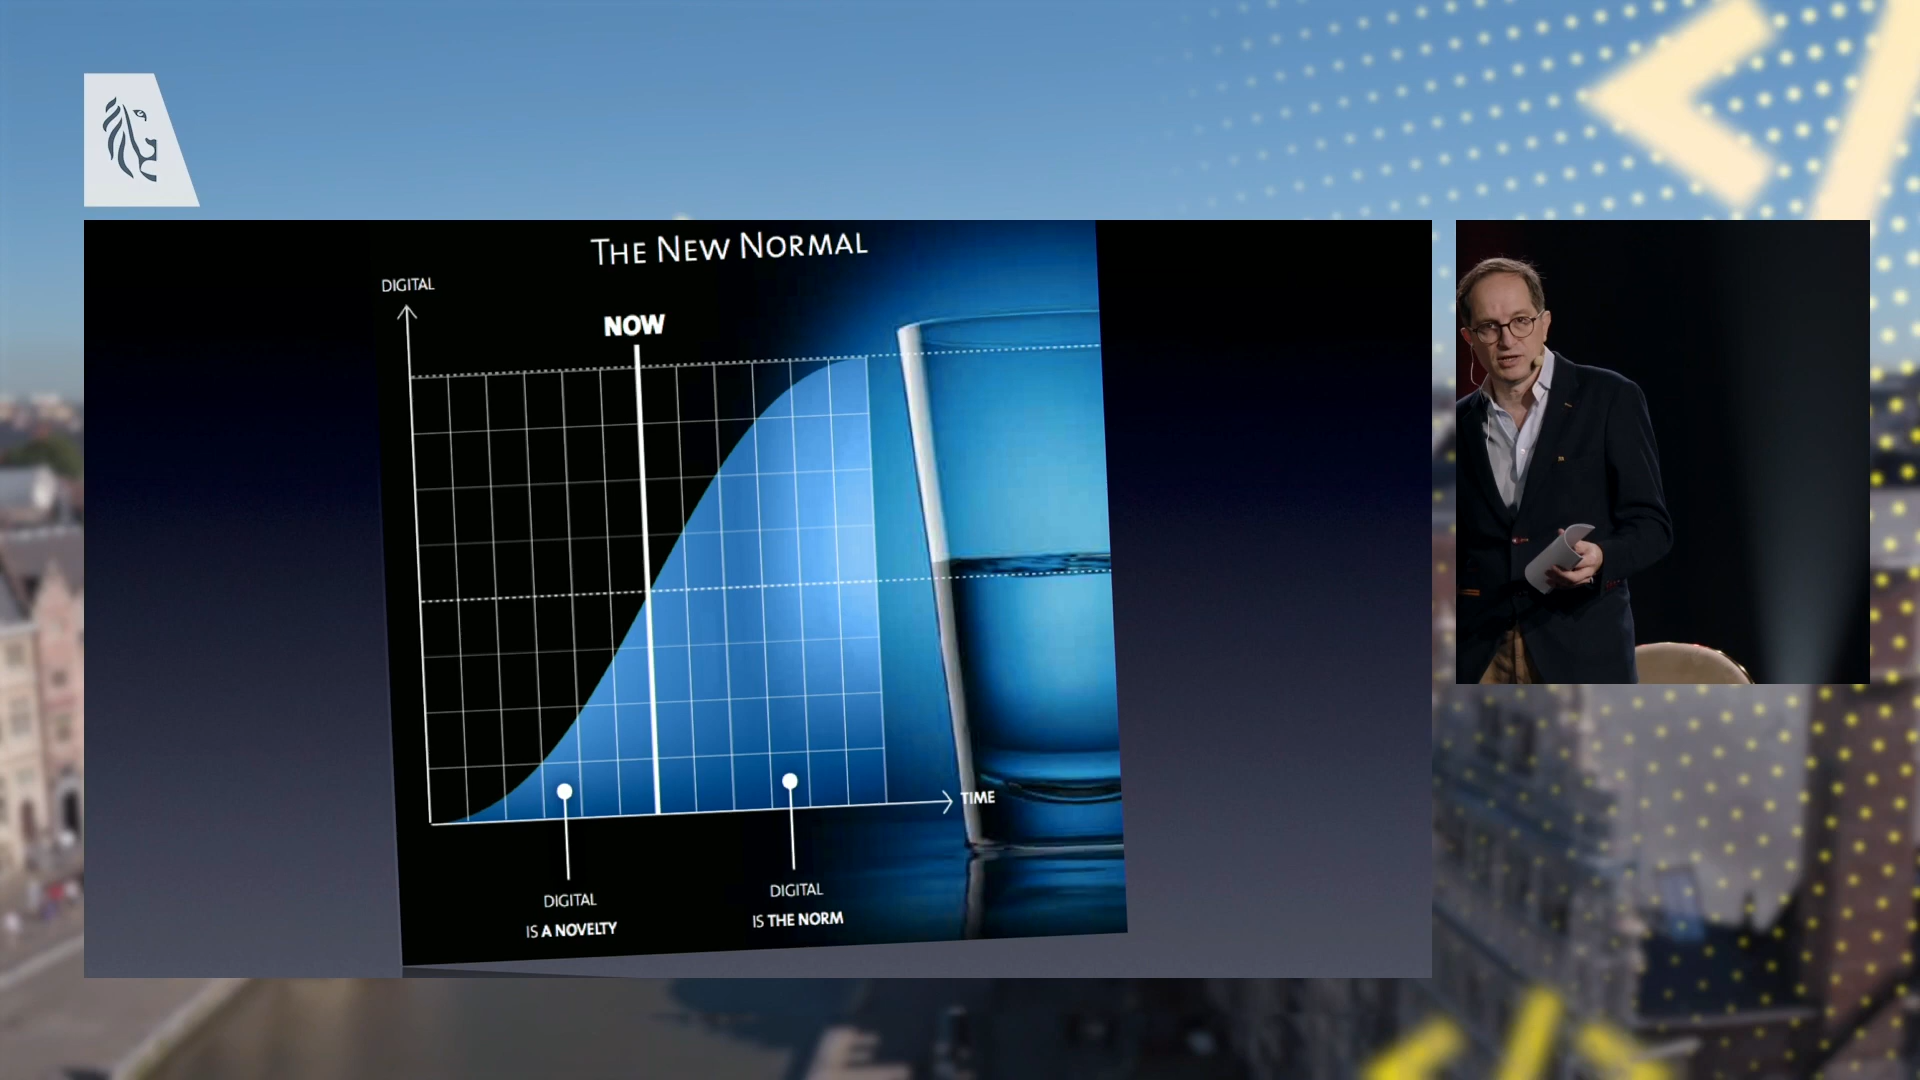 THE NEW NORMAL
DIGITAL
NOW
TIME
DIGITAL
IS A NOVELTY
DIGITAL
IS THE NORM